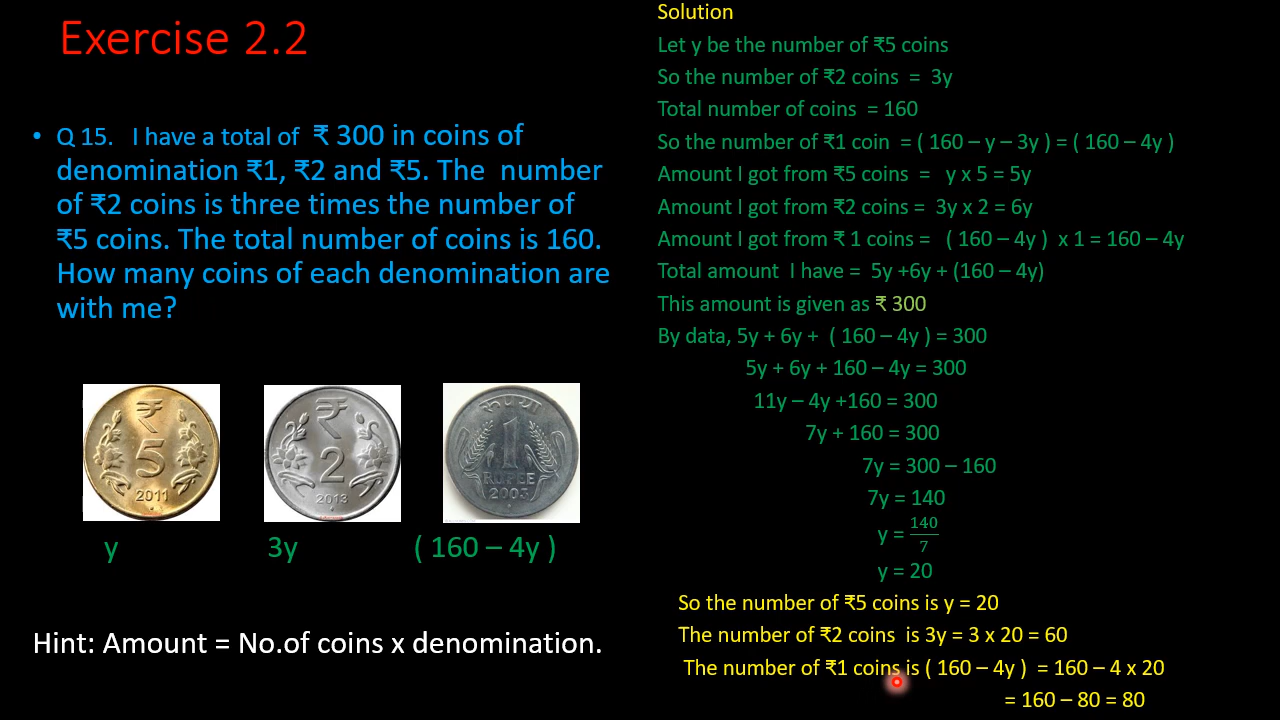 Exercise 2.2
• Q 15. I have a total of ₹ 300 in coins of
denomination ₹1, ₹2 and ₹5. The number
of ₹2 coins is three times the number of
₹5 coins. The total number of coins is 160.
How many coins of each denomination are
with me?
₹
5
2011
₹
2
2013
रूपया
1
RUPEE
2003
y
3y
( 160 – 4y )
Hint: Amount = No.of coins x denomination.
Solution
Let y be the number of ₹5 coins
So the number of ₹2 coins = 3y
Total number of coins = 160
So the number of ₹1 coin = ( 160 – y – 3y ) = ( 160 – 4y )
Amount I got from ₹5 coins = y x 5 = 5y
Amount I got from ₹2 coins = 3y x 2 = 6y
Amount I got from ₹ 1 coins = ( 160 – 4y ) x 1 = 160 – 4y
Total amount I have = 5y +6y + (160 – 4y)
This amount is given as ₹ 300
By data, 5y + 6y + ( 160 – 4y ) = 300
5y + 6y + 160 – 4y = 300
11y – 4y +160 = 300
7y + 160 = 300
7y = 300 – 160
7y = 140
y = 140/7
y = 20
So the number of ₹5 coins is y = 20
The number of ₹2 coins is 3y = 3 x 20 = 60
The number of ₹1 coins is ( 160 – 4y ) = 160 – 4 x 20
= 160 – 80 = 80